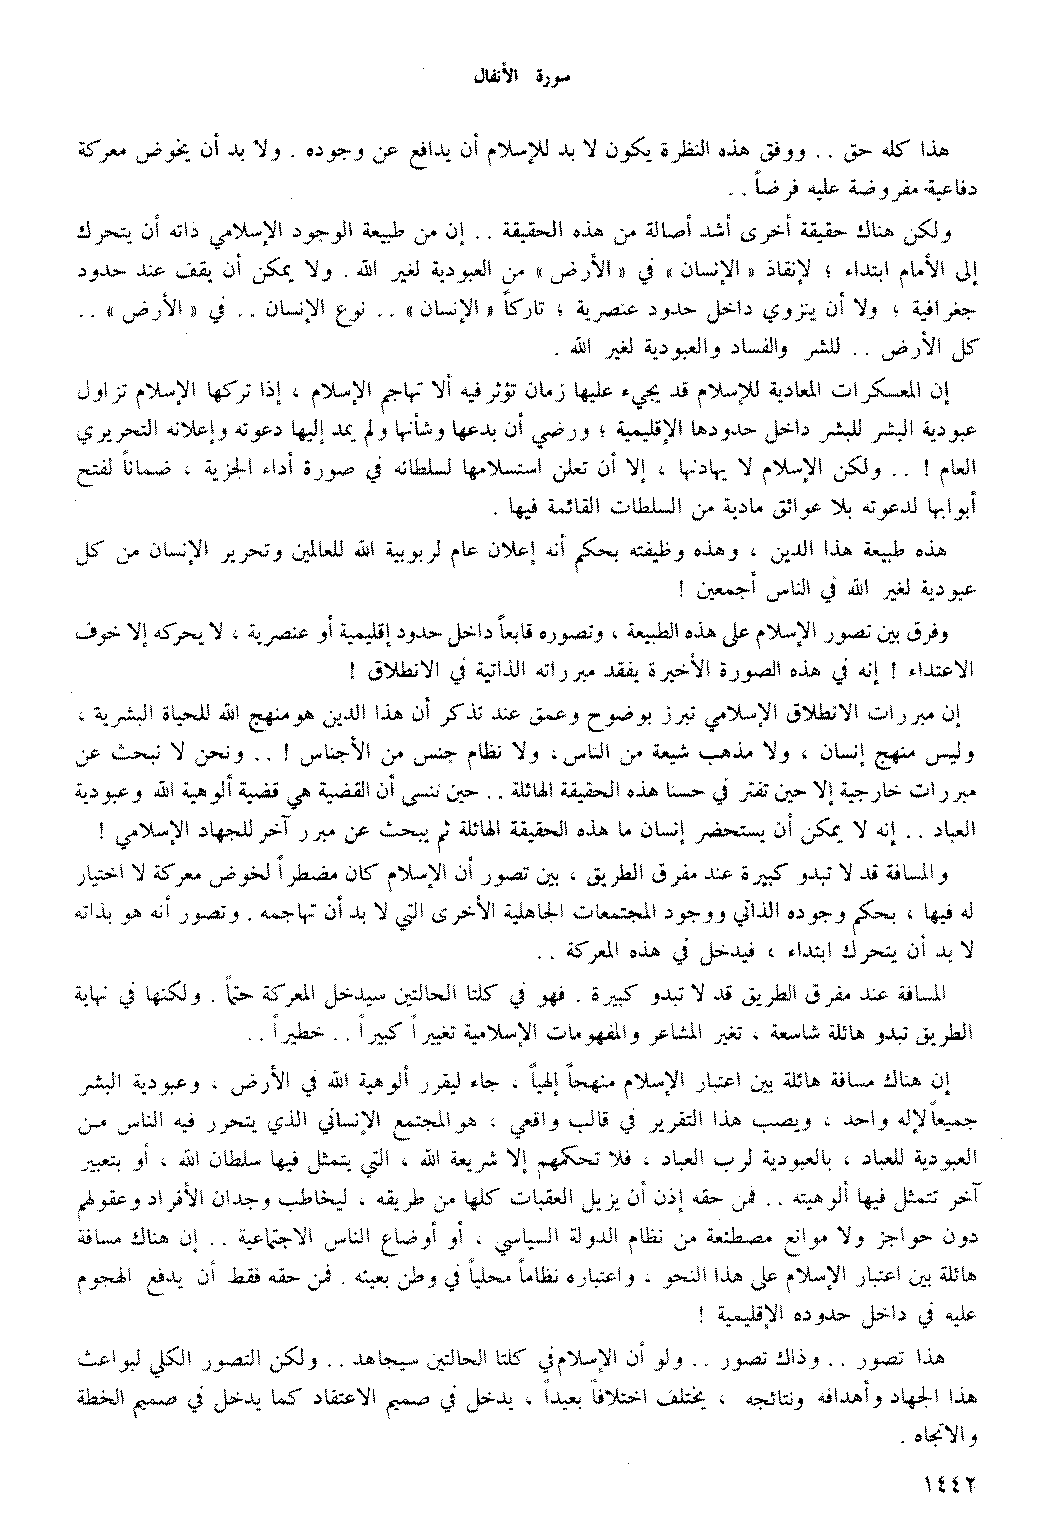 سورة الأنفال
هذا كله حق .. ووفق هذه النظرة يكون لا بد للإسلام أن يدافع عن وجوده . ولا بد أن يخوض معركة
دفاعية مفروضة عليه فرضاً ..
ولكن هناك حقيقة أخرى أشد أصالة من هذه الحقيقة .. إن من طبيعة الوجود الإسلامي ذاته أن يتحرك
إلى الأمام ابتداء ؛ لإنقاذ « الإنسان » في « الأرض » من العبودية لغير الله . ولا يمكن أن يقف عند حدود
جغرافية ؛ ولا أن ينزوي داخل حدود عنصرية ؛ تاركاً « الإنسان » .. نوع الإنسان .. في « الأرض » ..
كل الأرض .. للشر والفساد والعبودية لغير الله .
إن المعسكرات المعادية للإسلام قد يجيء عليها زمان تؤثر فيه ألا تهاجم الإسلام ، إذا تركها الإسلام تزاول
عبودية البشر للبشر داخل حدودها الإقليمية ؛ ورضي أن يدعها وشأنها ولم يمد إليها دعوته وإعلانه التحريري
العام ! .. ولكن الإسلام لا يهادنها ، إلا أن تعلن استسلامها لسلطانه في صورة أداء الجزية ، ضماناً لفتح
أبوابها لدعوته بلا عوائق مادية من السلطات القائمة فيها .
هذه طبيعة هذا الدين ، وهذه وظيفته بحكم أنه إعلان عام لربوبية الله للعالمين وتحرير الإنسان من كل
عبودية لغير الله في الناس أجمعين !
وفرق بين تصور الإسلام على هذه الطبيعة ، وتصوره قابعاً داخل حدود إقليمية أو عنصرية ، لا يحركه إلا خوف
الاعتداء ! إنه في هذه الصورة الأخيرة يفقد مبرراته الذاتية في الانطلاق !
إن مبررات الانطلاق الإسلامي تبرز بوضوح وعمق عند تذكر أن هذا الدين هو منهج الله للحياة البشرية ،
وليس منهج إنسان ، ولا مذهب شيعة من الناس، ولا نظام جنس من الأجناس ! .. ونحن لا نبحث عن
مبررات خارجية إلا حين تفتر في حسنا هذه الحقيقة الهائلة .. حين ننسى أن القضية هي قضية ألوهية الله وعبودية
العباد .. إنه لا يمكن أن يستحضر إنسان ما هذه الحقيقة الهائلة ثم يبحث عن مبرر آخر للجهاد الإسلامي !
والمسافة قد لا تبدو كبيرة عند مفرق الطريق ، بين تصور أن الإسلام كان مضطراً لخوض معركة لا اختيار
له فيها ، بحكم وجوده الذاتي ووجود المجتمعات الجاهلية الأخرى التي لا بد أن تهاجمه . وتصور أنه هو بذاته
لا بد أن يتحرك ابتداء ، فيدخل في هذه المعركة ..
المسافة عند مفرق الطريق قد لا تبدو كبيرة . فهو في كلتا الحالتين سيدخل المعركة حتماً . ولكنها في نهاية
الطريق تبدو هائلة شاسعة ، تغير المشاعر والمفهومات الإسلامية تغييراً كبيراً .. خطيراً ..
إن هناك مسافة هائلة بين اعتبار الإسلام منهجاً إلهياً ، جاء ليقرر ألوهية الله في الأرض ، وعبودية البشر
جميعاً لإله واحد ، ويصب هذا التقرير في قالب واقعي ، هو المجتمع الإنساني الذي يتحرر فيه الناس من
العبودية للعباد ، بالعبودية لرب العباد ، فلا تحكمهم إلا شريعة الله ، التي يتمثل فيها سلطان الله ، أو بتعبير
آخر تتمثل فيها ألوهيته .. فمن حقه إذن أن يزيل العقبات كلها من طريقه ، ليخاطب وجدان الأفراد وعقولهم
دون حواجز ولا موانع مصطنعة من نظام الدولة السياسي ، أو أوضاع الناس الاجتماعية .. إن هناك مسافة
هائلة بين اعتبار الإسلام على هذا النحو ، واعتباره نظاماً محلياً في وطن بعينه . فمن حقه فقط أن يدفع الهجوم
عليه في داخل حدوده الإقليمية !
هذا تصور .. وذاك تصور .. ولو أن الإسلام في كلتا الحالتين سيجاهد .. ولكن التصور الكلي لبواعث
هذا الجهاد وأهدافه ونتائجه ، يختلف اختلافاً بعيداً ، يدخل في صميم الاعتقاد كما يدخل في صميم الخطة
والاتجاه .
١٤٤٢